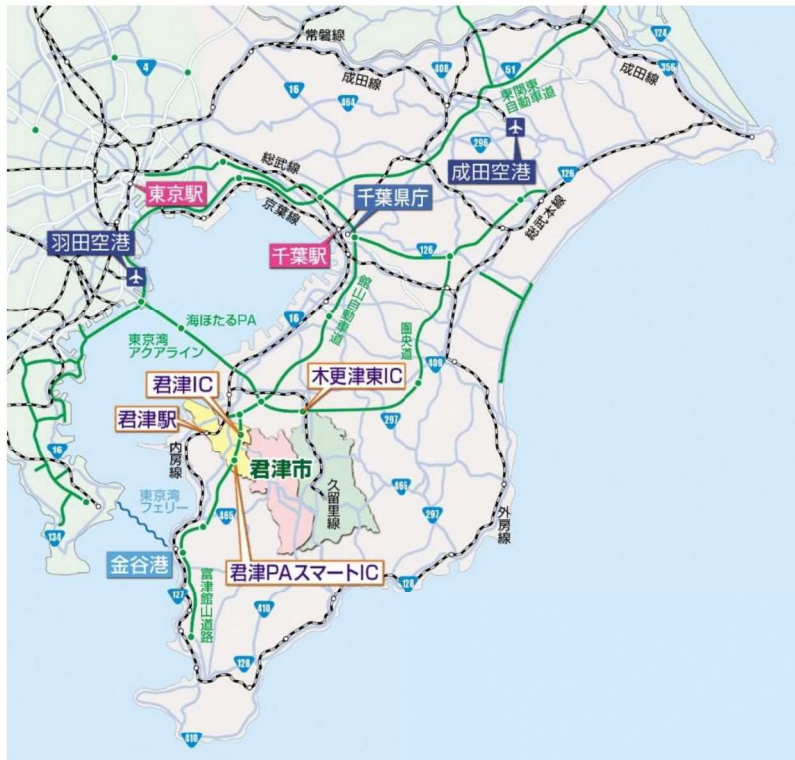 常磐線
124
4
成田線
408
51
356
16
成田線
464
東関東
自動車道
296
成田空港
総武線
126
東京駅
千葉県庁
総武本線
京葉線
羽田空港
千葉駅
126
館山自動車道
16
海ほたるPA
圏央道
東京湾
アクアライン
409
君津IC
木更津東IC
君津駅
297
内房線
16
君津市
465
東京湾
フェリー
久留里線
297
465
外房線
134
金谷港
君津PAスマートIC
128
127
富津館山道路
410
128
410